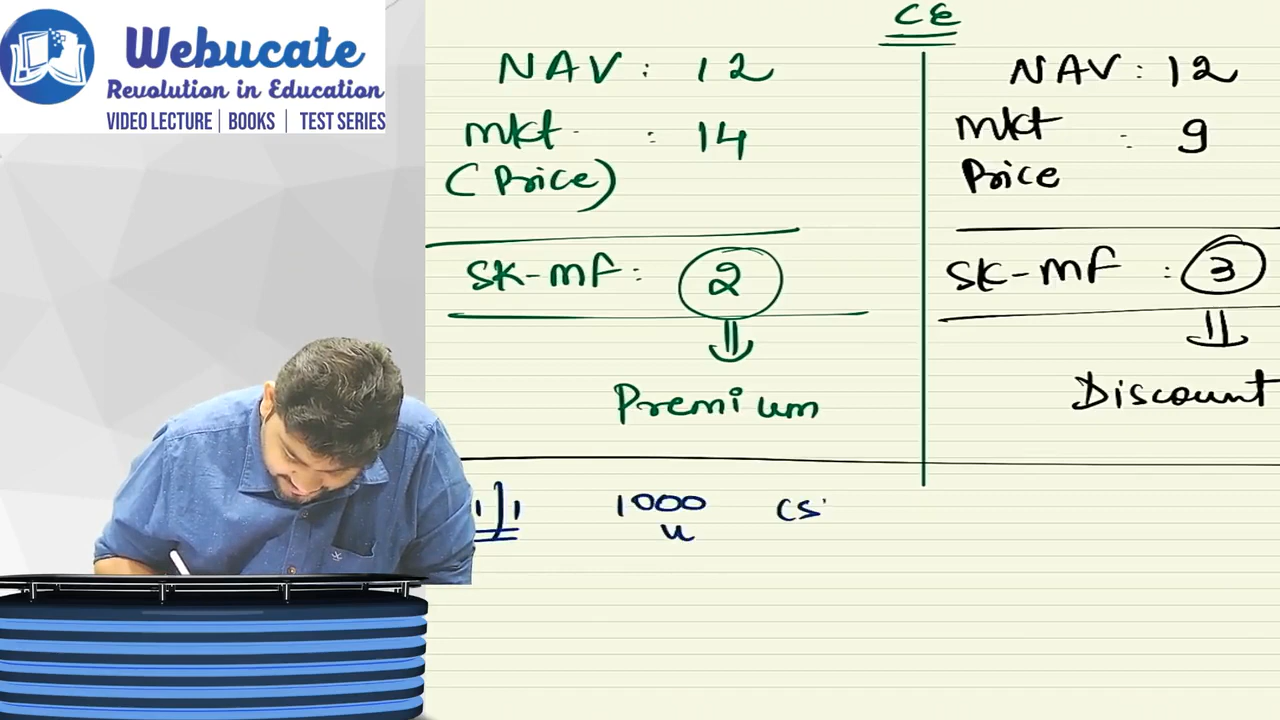 Webucate
Revolution in Education
VIDEO LECTURE | BOOKS | TEST SERIES
CE
NAV : 12
mkt : 14
(Price)
SK-MF : 2
Premium
NAV : 12
mkt : 9
Price
SK-MF : 3
Discount
1000 CS
u